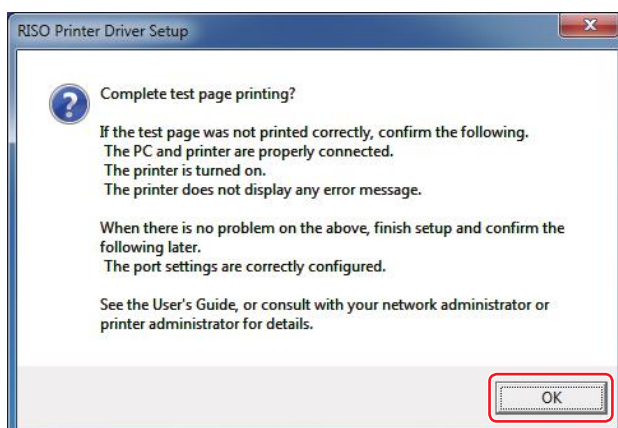 RISO Printer Driver Setup
Complete test page printing?
If the test page was not printed correctly, confirm the following.
The PC and printer are properly connected.
The printer is turned on.
The printer does not display any error message.
When there is no problem on the above, finish setup and confirm the
following later.
The port settings are correctly configured.
See the User's Guide, or consult with your network administrator or
printer administrator for details.
OK